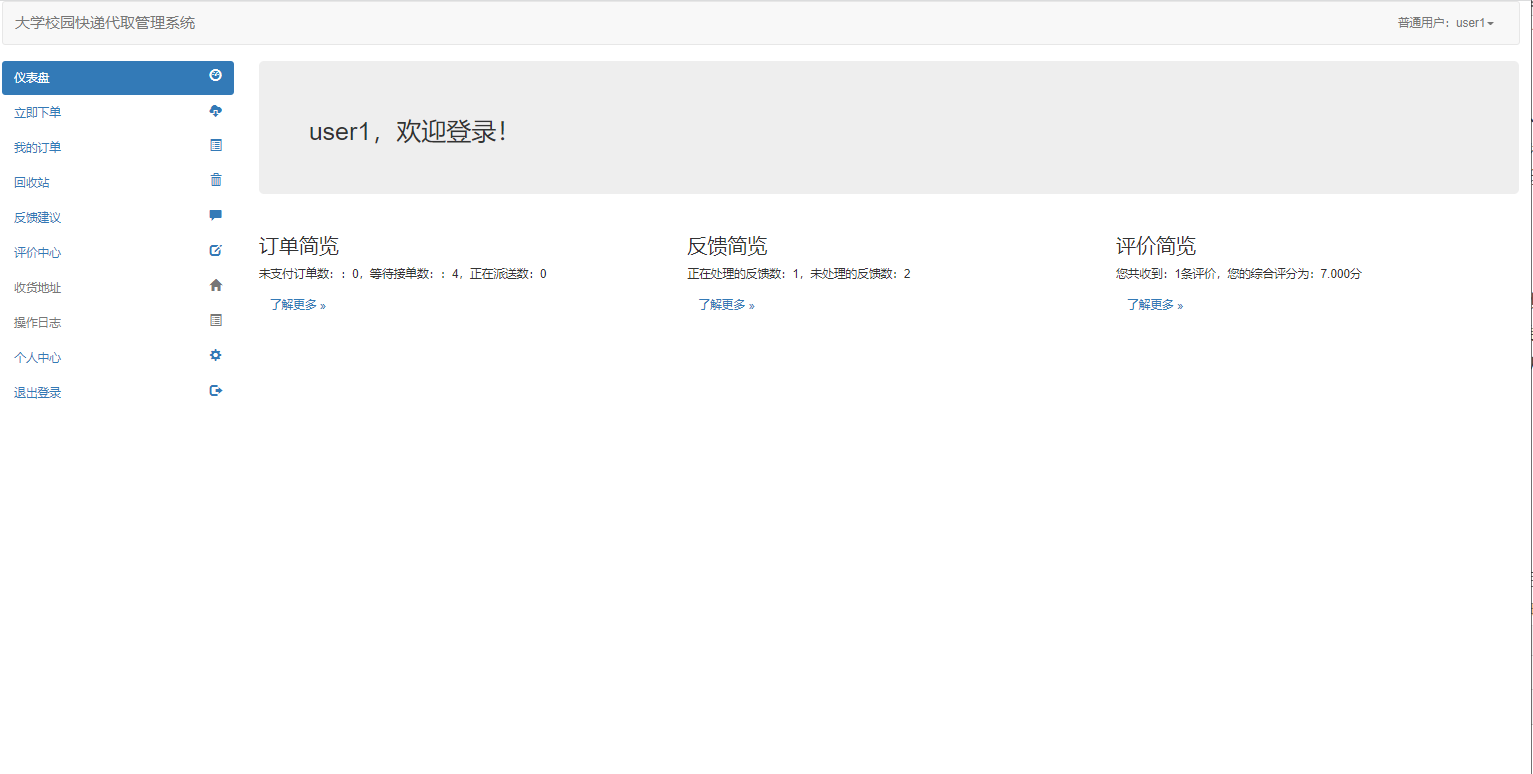 大学校园快递代取管理系统
普通用户：user1
仪表盘
立即下单
我的订单
回收站
反馈建议
评价中心
收货地址
操作日志
个人中心
退出登录
user1，欢迎登录！
订单简览
未支付订单数：：0，等待接单数：：4，正在派送数：0
了解更多 »
反馈简览
正在处理的反馈数：1，未处理的反馈数：2
了解更多 »
评价简览
您共收到：1条评价，您的综合评分为：7.000分
了解更多 »